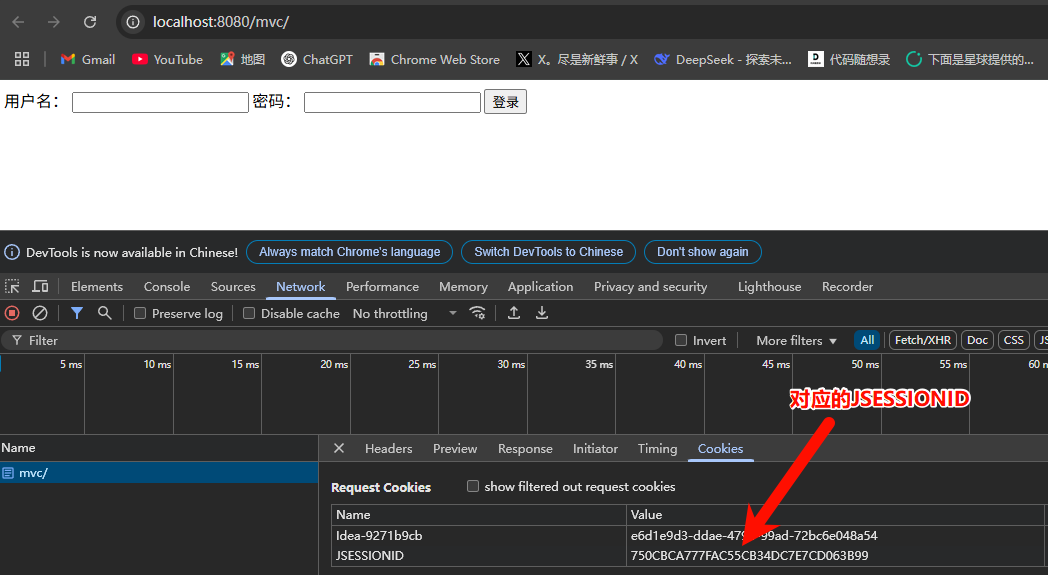 localhost:8080/mvc/
Gmail YouTube 地图 ChatGPT Chrome Web Store X。尽是新鲜事 / X DeepSeek - 探索未... 代码随想录 下面是星球提供的...
用户名： 密码： 登录
DevTools is now available in Chinese! Always match Chrome's language Switch DevTools to Chinese Don't show again
Elements Console Sources Network Performance Memory Application Privacy and security Lighthouse Recorder
Preserve log Disable cache No throttling
Filter Invert More filters All Fetch/XHR Doc CSS JS
5 ms 10 ms 15 ms 20 ms 25 ms 30 ms 35 ms 40 ms 45 ms 50 ms 55 ms 60 m
对应的JSESSIONID
Name Headers Preview Response Initiator Timing Cookies
mvc/
Request Cookies show filtered out request cookies
Name Value
Idea-9271b9cb e6d1e9d3-ddae-479 99ad-72bc6e048a54
JSESSIONID 750CBCA777FAC55CB34DC7E7CD063B99